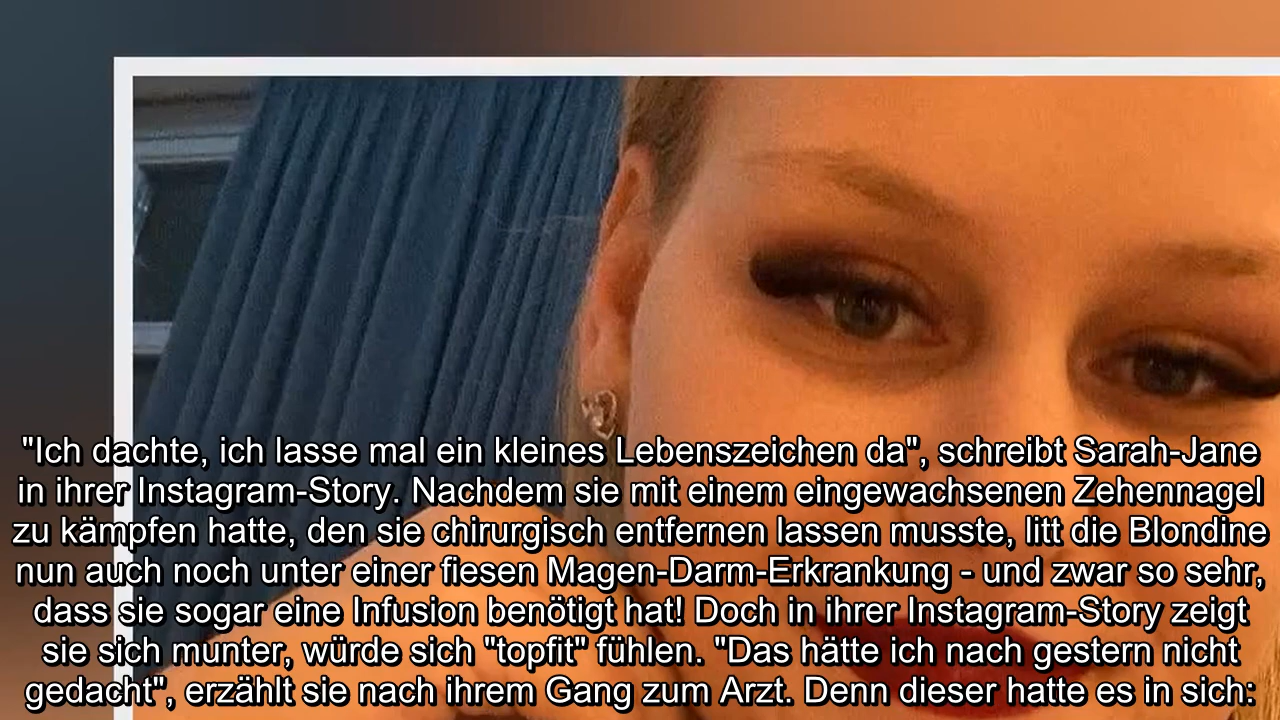 "Ich dachte, ich lasse mal ein kleines Lebenszeichen da", schreibt Sarah-Jane
in ihrer Instagram-Story. Nachdem sie mit einem eingewachsenen Zehennagel
zu kämpfen hatte, den sie chirurgisch entfernen lassen musste, litt die Blondine
nun auch noch unter einer fiesen Magen-Darm-Erkrankung - und zwar so sehr,
dass sie sogar eine Infusion benötigt hat! Doch in ihrer Instagram-Story zeigt
sie sich munter, würde sich "topfit" fühlen. "Das hätte ich nach gestern nicht
gedacht", erzählt sie nach ihrem Gang zum Arzt. Denn dieser hatte es in sich: